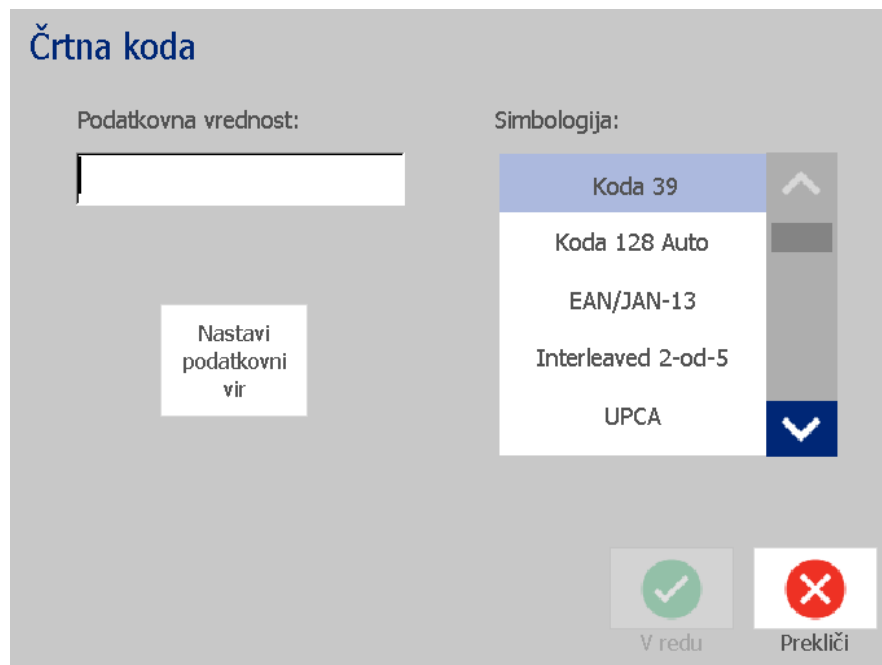 Črtna koda
Podatkovna vrednost:
Simbologija:
Koda 39
Koda 128 Auto
EAN/JAN-13
Interleaved 2-od-5
UPCA
Nastavi
podatkovni
vir
V redu
Prekliči